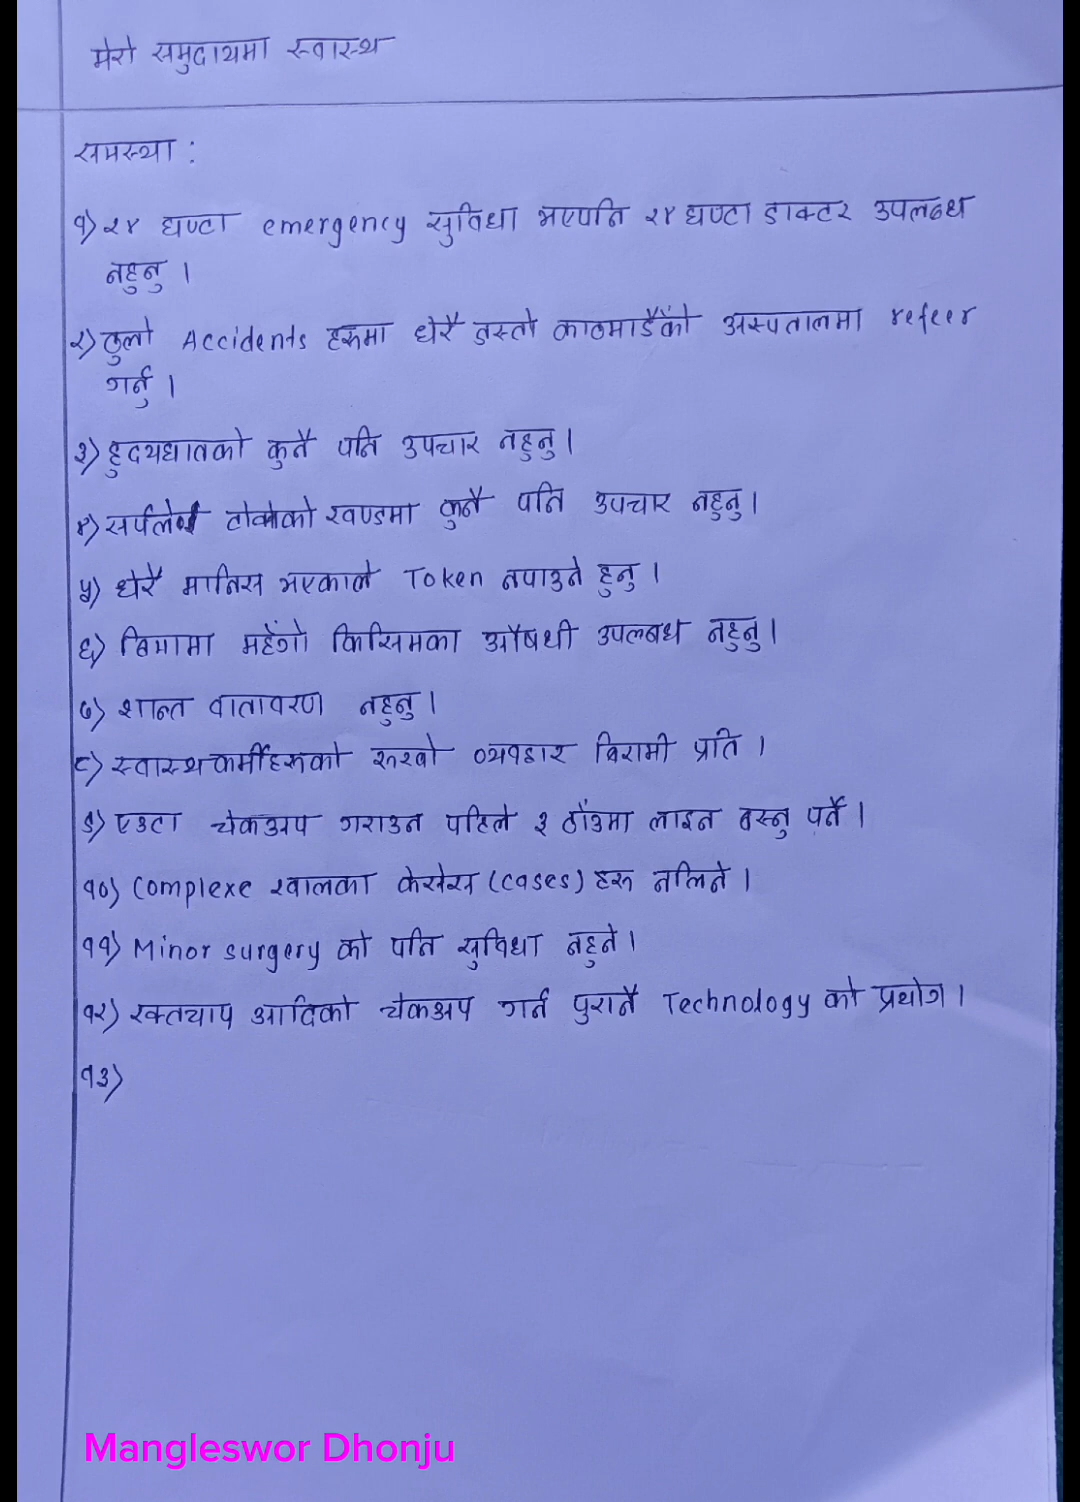 मेरो समुदायमा स्वास्थ
समस्या :
१) २४ घण्टा emergency सुविधा भएपनि २४ घण्टा डाक्टर उपलब्ध
नहुनु ।
२) ठुलो Accidents हरूमा धेरै जस्तो काठमाडौंको अस्पतालमा refeer
गर्नु ।
३) हृदयघातको कुनै पनि उपचार नहुनु ।
४) सर्पले टोकेको खण्डमा कुनै पनि उपचार नहुनु ।
५) धेरै मानिस भएकाले Token नपाउने हुनु ।
६) बिमामा महँगो किसिमका औषधी उपलबध नहुनु ।
७) शान्त वातावरण नहुनु ।
८) स्वास्थकर्मीहरूको रूखो व्यवहार बिरामी प्रति ।
९) एउटा चेकअप गराउन पहिले ३ ठाँउमा लाइन बस्नु पर्ने ।
१०) Complexe खालका केसेस (cases) हरू नलिने ।
११) Minor surgery को पनि सुविधा नहुने ।
१२) रक्तचाप आदिको चेकअप गर्न पुरानै Technology को प्रयोग ।
१३)
Mangleswor Dhonju